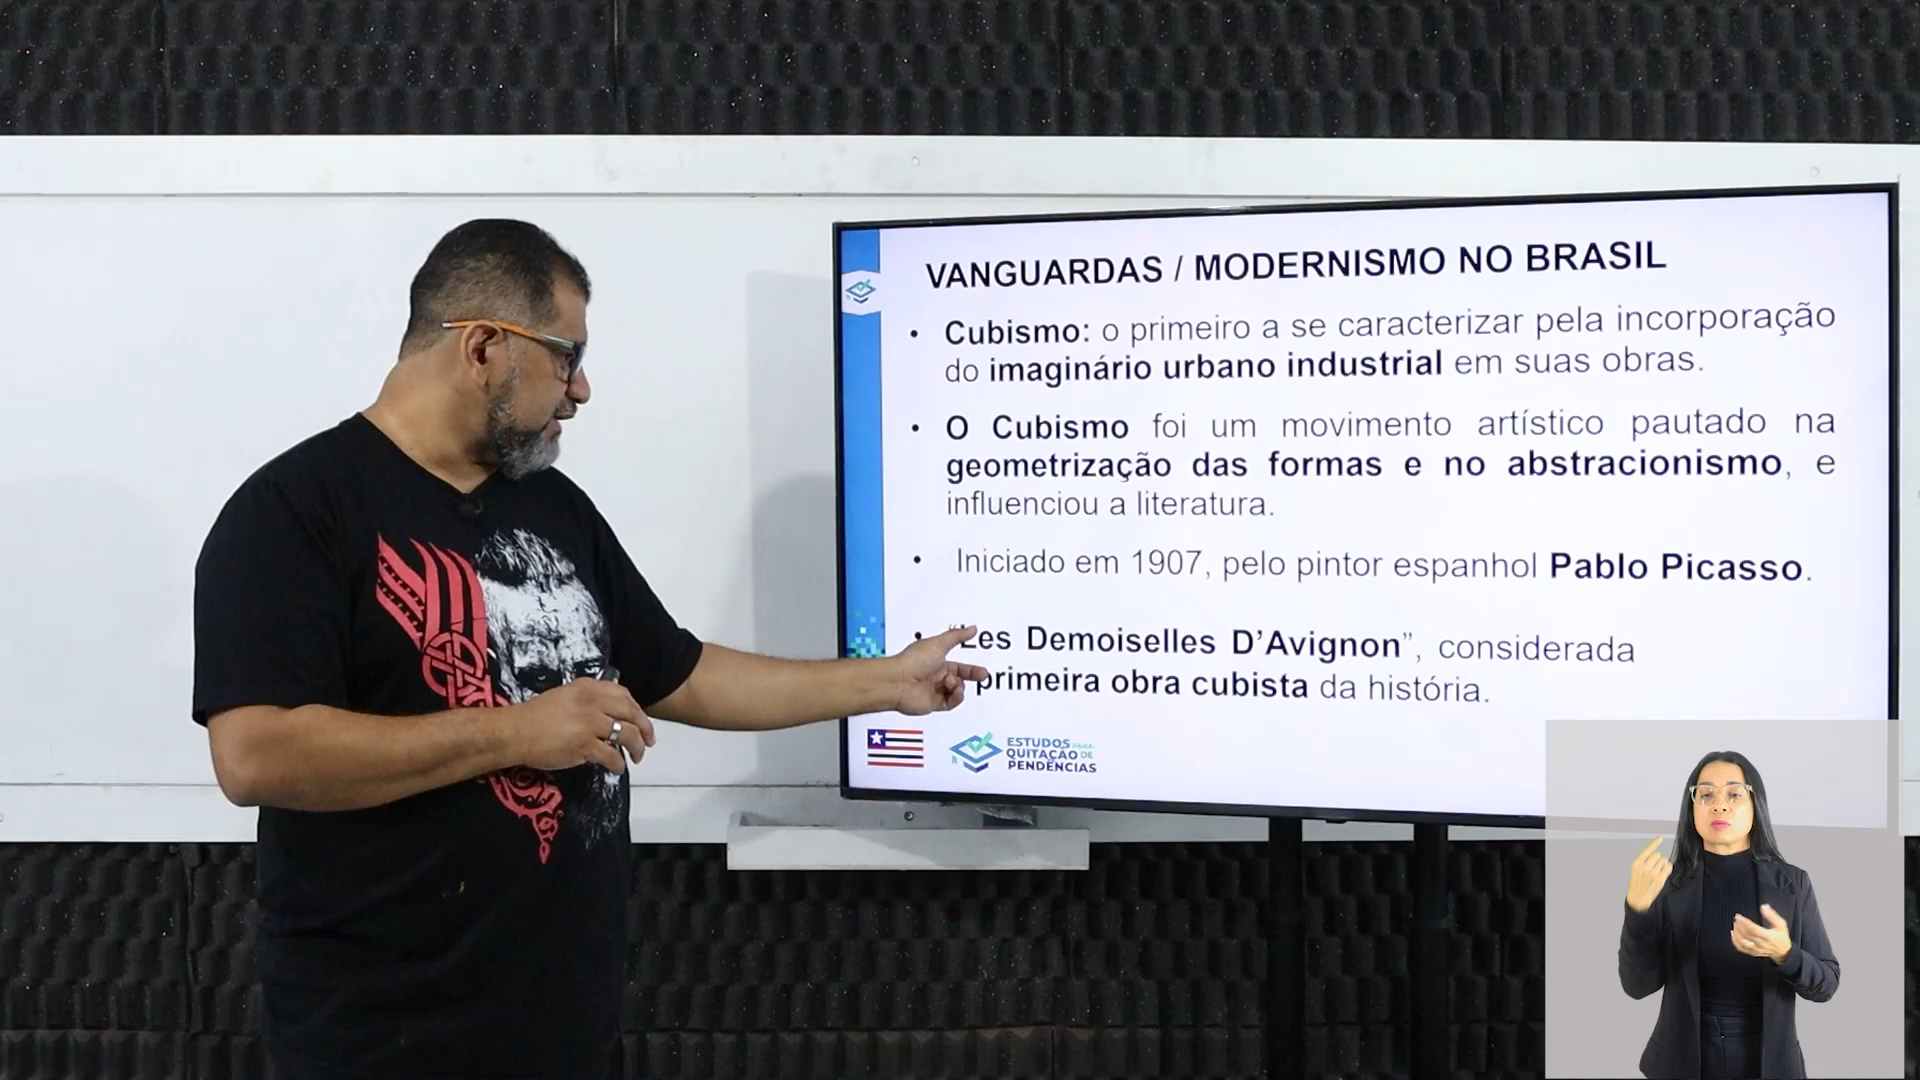 VANGUARDAS / MODERNISMO NO BRASIL
• Cubismo: o primeiro a se caracterizar pela incorporação
do imaginário urbano industrial em suas obras.
• O Cubismo foi um movimento artístico pautado na
geometrização das formas e no abstracionismo, e
influenciou a literatura.
• Iniciado em 1907, pelo pintor espanhol Pablo Picasso.
• “Les Demoiselles D’Avignon”, considerada
primeira obra cubista da história.
ESTUDOS PARA
QUITAÇÃO DE
PENDÊNCIAS